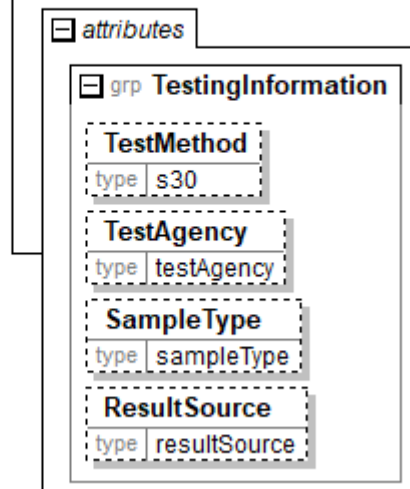 attributes
grp TestingInformation
TestMethod
type s30
TestAgency
type testAgency
SampleType
type sampleType
ResultSource
type resultSource